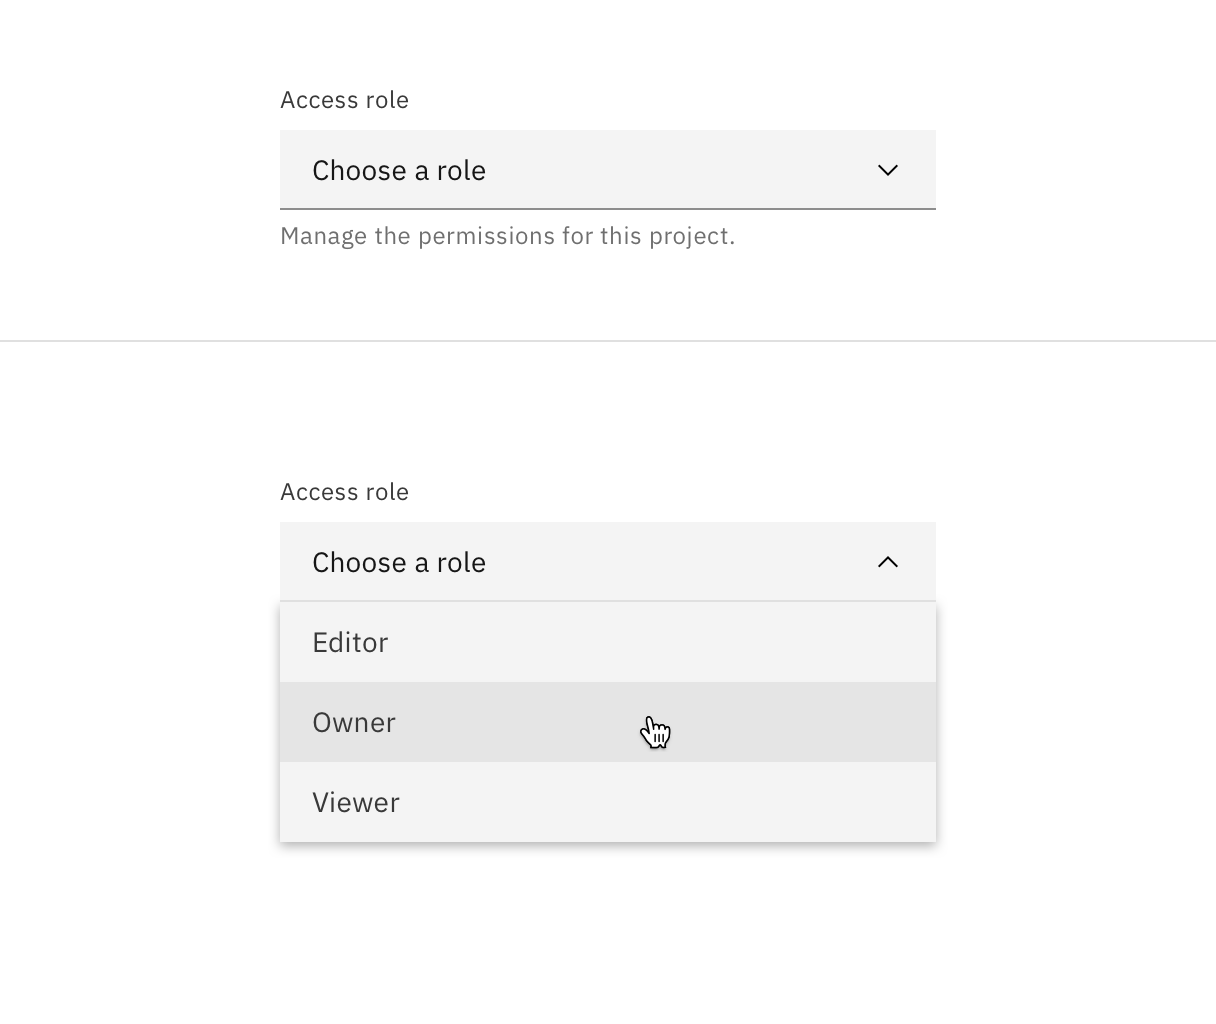 Access role
Choose a role
Manage the permissions for this project.
Access role
Choose a role
Editor
Owner
Viewer